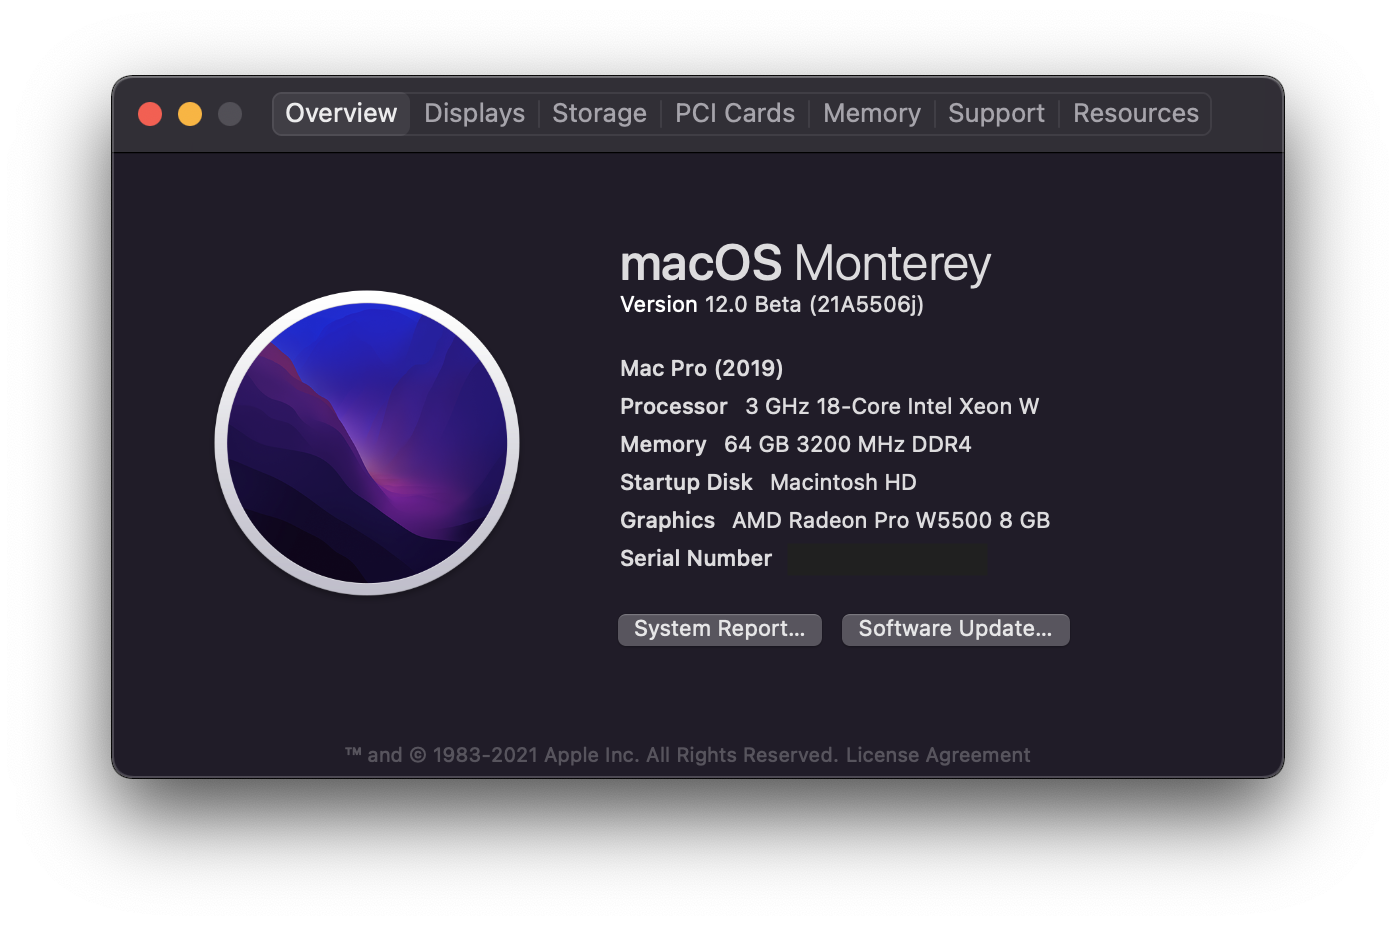 Overview Displays Storage PCI Cards Memory Support Resources
macOS Monterey
Version 12.0 Beta (21A5506j)
Mac Pro (2019)
Processor 3 GHz 18-Core Intel Xeon W
Memory 64 GB 3200 MHz DDR4
Startup Disk Macintosh HD
Graphics AMD Radeon Pro W5500 8 GB
Serial Number
System Report... Software Update...
™ and © 1983-2021 Apple Inc. All Rights Reserved. License Agreement